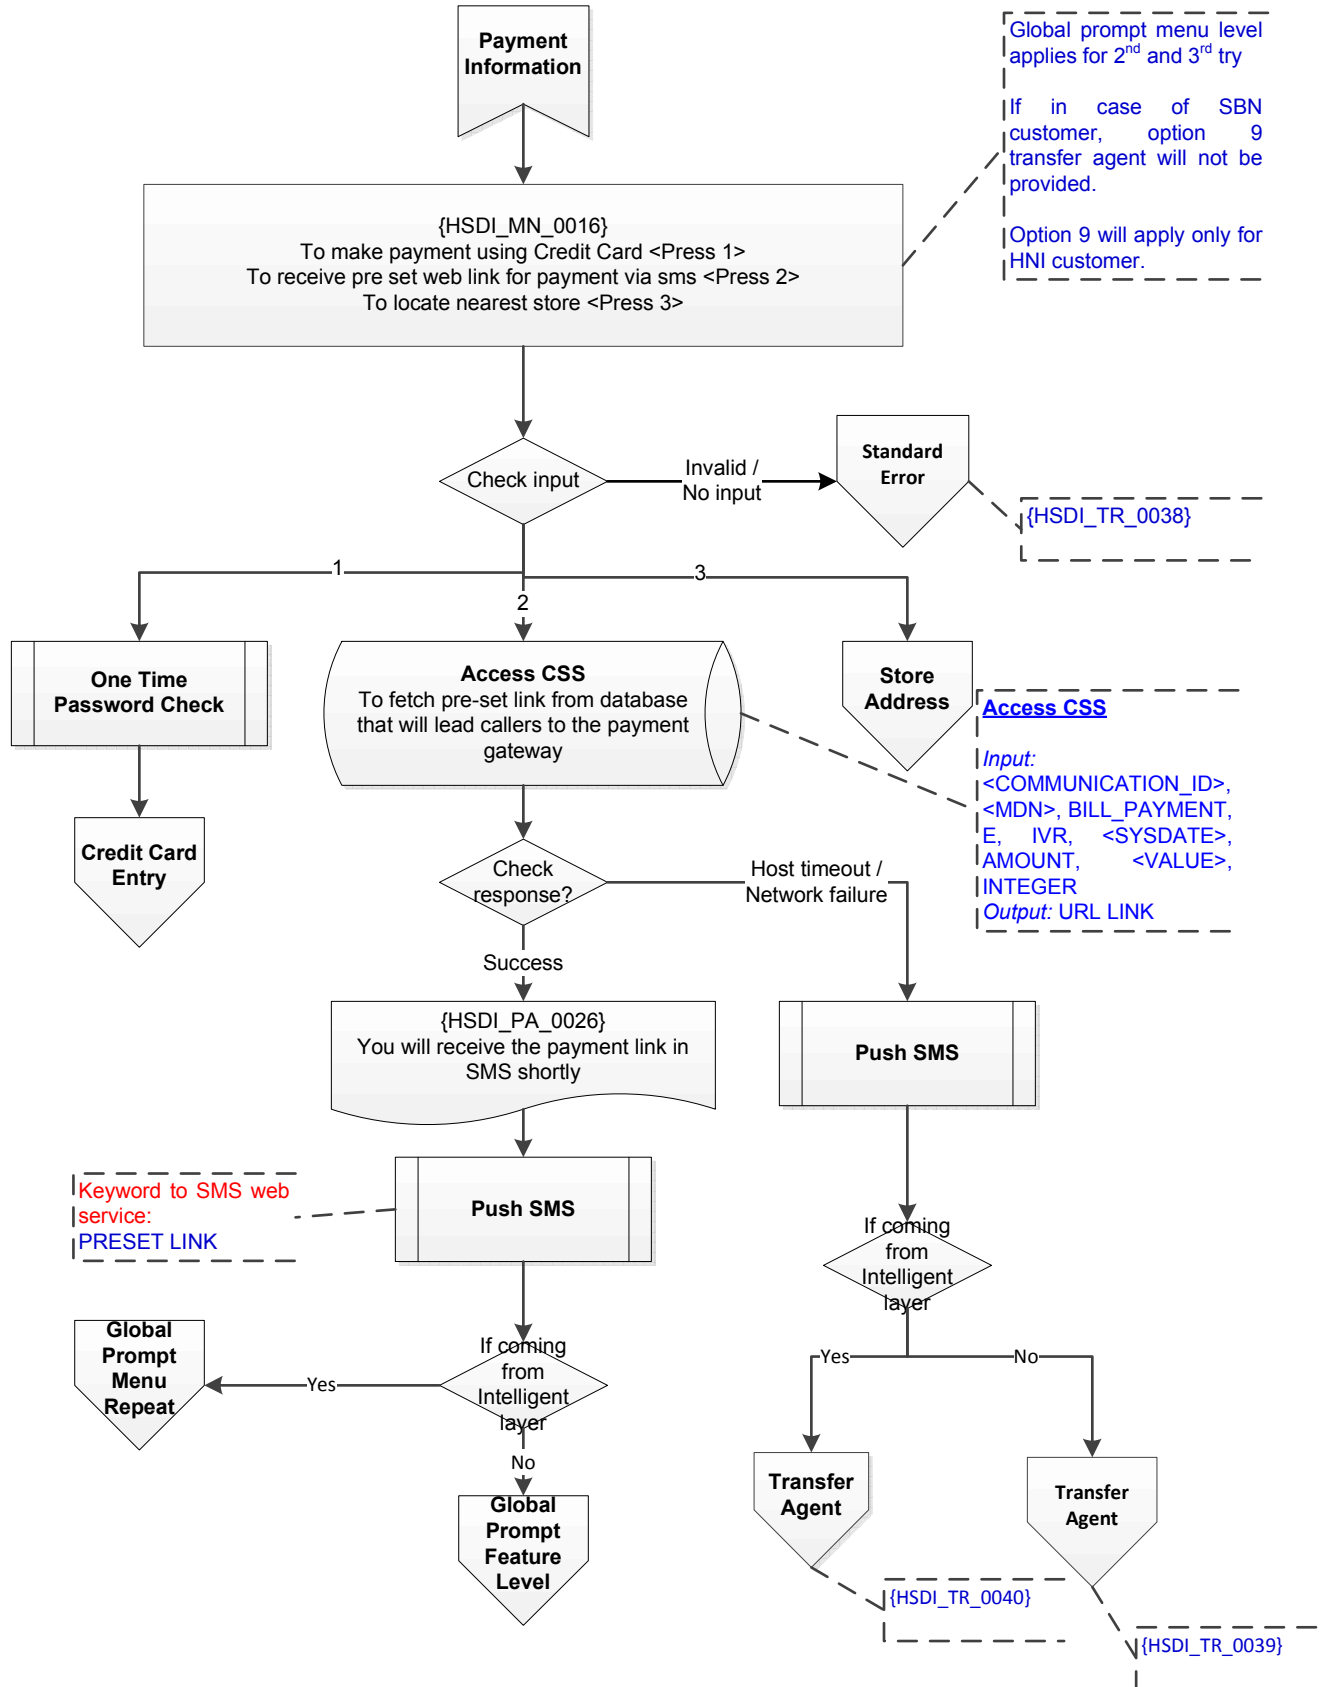 Payment
Information
Global prompt menu level
applies for 2nd and 3rd try
If in case of SBN
customer, option 9
transfer agent will not be
provided.
Option 9 will apply only for
HNI customer.
{HSDI_MN_0016}
To make payment using Credit Card <Press 1>
To receive pre set web link for payment via sms <Press 2>
To locate nearest store <Press 3>
Check input
Invalid /
No input
Standard
Error
{HSDI_TR_0038}
1
2
3
One Time
Password Check
Access CSS
To fetch pre-set link from database
that will lead callers to the payment
gateway
Store
Address
Access CSS
Input:
<COMMUNICATION_ID>,
<MDN>, BILL_PAYMENT,
E, IVR, <SYSDATE>,
AMOUNT, <VALUE>,
INTEGER
Output: URL LINK
Credit Card
Entry
Check
response?
Host timeout /
Network failure
Success
{HSDI_PA_0026}
You will receive the payment link in
SMS shortly
Push SMS
Keyword to SMS web
service:
PRESET LINK
Push SMS
If coming
from
Intelligent
layer
Yes
No
Global
Prompt
Menu
Repeat
If coming
from
Intelligent
layer
Yes
No
Global
Prompt
Feature
Level
Transfer
Agent
Transfer
Agent
{HSDI_TR_0040}
{HSDI_TR_0039}